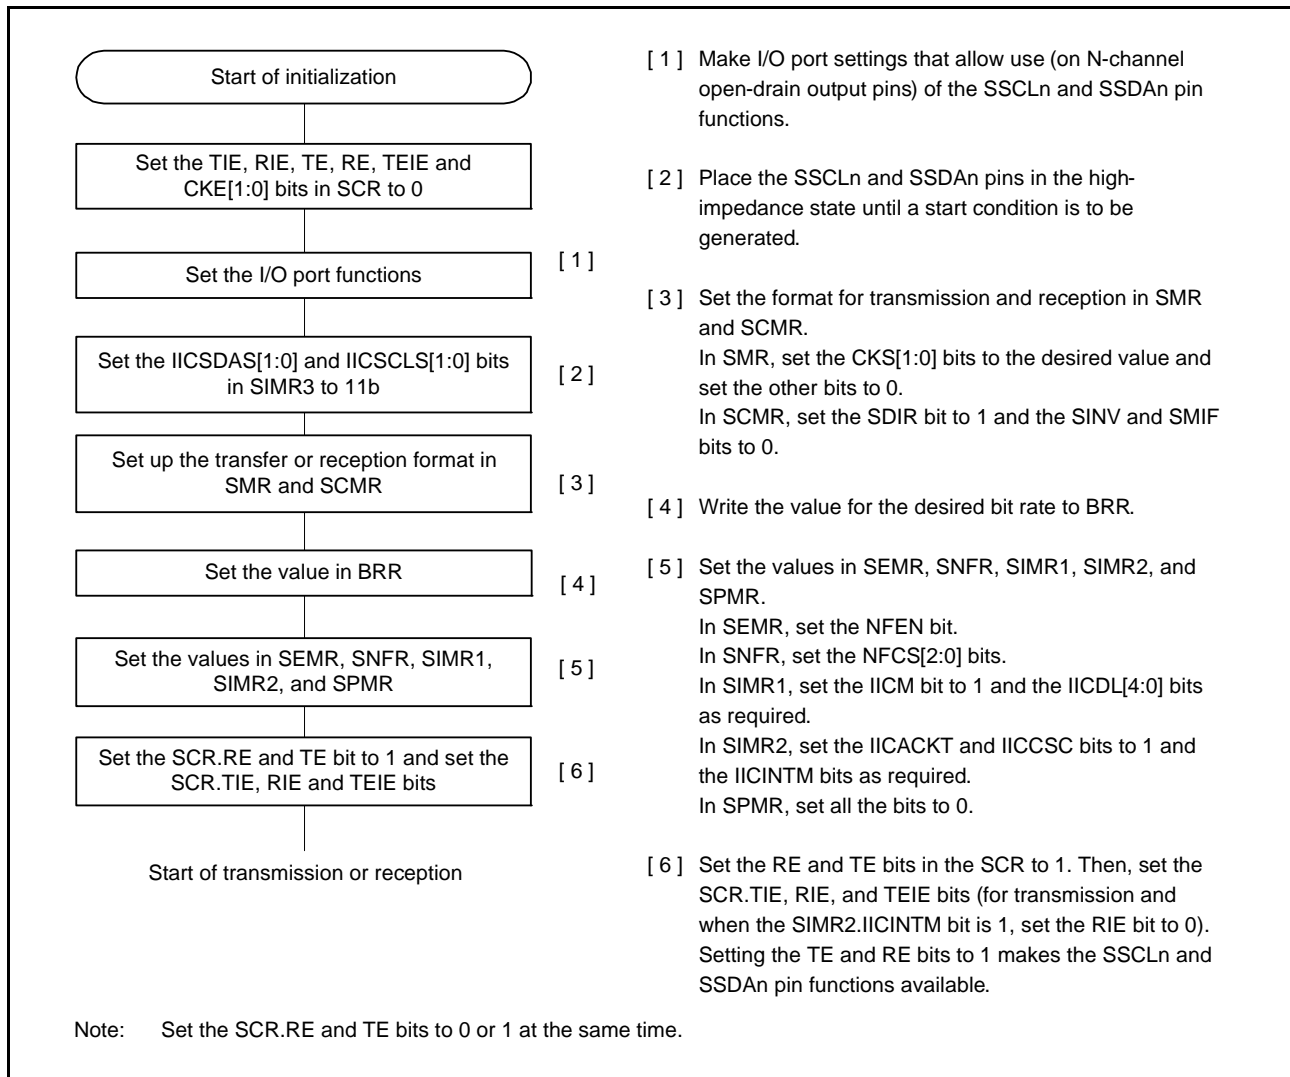 Start of initialization
Set the TIE, RIE, TE, RE, TEIE and
CKE[1:0] bits in SCR to 0
Set the I/O port functions
[ 1 ]
Set the IICSDAS[1:0] and IICSCLS[1:0] bits
in SIMR3 to 11b
[ 2 ]
Set up the transfer or reception format in
SMR and SCMR
[ 3 ]
Set the value in BRR
[ 4 ]
Set the values in SEMR, SNFR, SIMR1,
SIMR2, and SPMR
[ 5 ]
Set the SCR.RE and TE bit to 1 and set the
SCR.TIE, RIE and TEIE bits
[ 6 ]
Start of transmission or reception
[ 1 ] Make I/O port settings that allow use (on N-channel
open-drain output pins) of the SSCLn and SSDAn pin
functions.
[ 2 ] Place the SSCLn and SSDAn pins in the high-
impedance state until a start condition is to be
generated.
[ 3 ] Set the format for transmission and reception in SMR
and SCMR.
In SMR, set the CKS[1:0] bits to the desired value and
set the other bits to 0.
In SCMR, set the SDIR bit to 1 and the SINV and SMIF
bits to 0.
[ 4 ] Write the value for the desired bit rate to BRR.
[ 5 ] Set the values in SEMR, SNFR, SIMR1, SIMR2, and
SPMR.
In SEMR, set the NFEN bit.
In SNFR, set the NFCS[2:0] bits.
In SIMR1, set the IICM bit to 1 and the IICDL[4:0] bits
as required.
In SIMR2, set the IICACKT and IICCSC bits to 1 and
the IICINTM bits as required.
In SPMR, set all the bits to 0.
[ 6 ] Set the RE and TE bits in the SCR to 1. Then, set the
SCR.TIE, RIE, and TEIE bits (for transmission and
when the SIMR2.IICINTM bit is 1, set the RIE bit to 0).
Setting the TE and RE bits to 1 makes the SSCLn and
SSDAn pin functions available.
Note: Set the SCR.RE and TE bits to 0 or 1 at the same time.